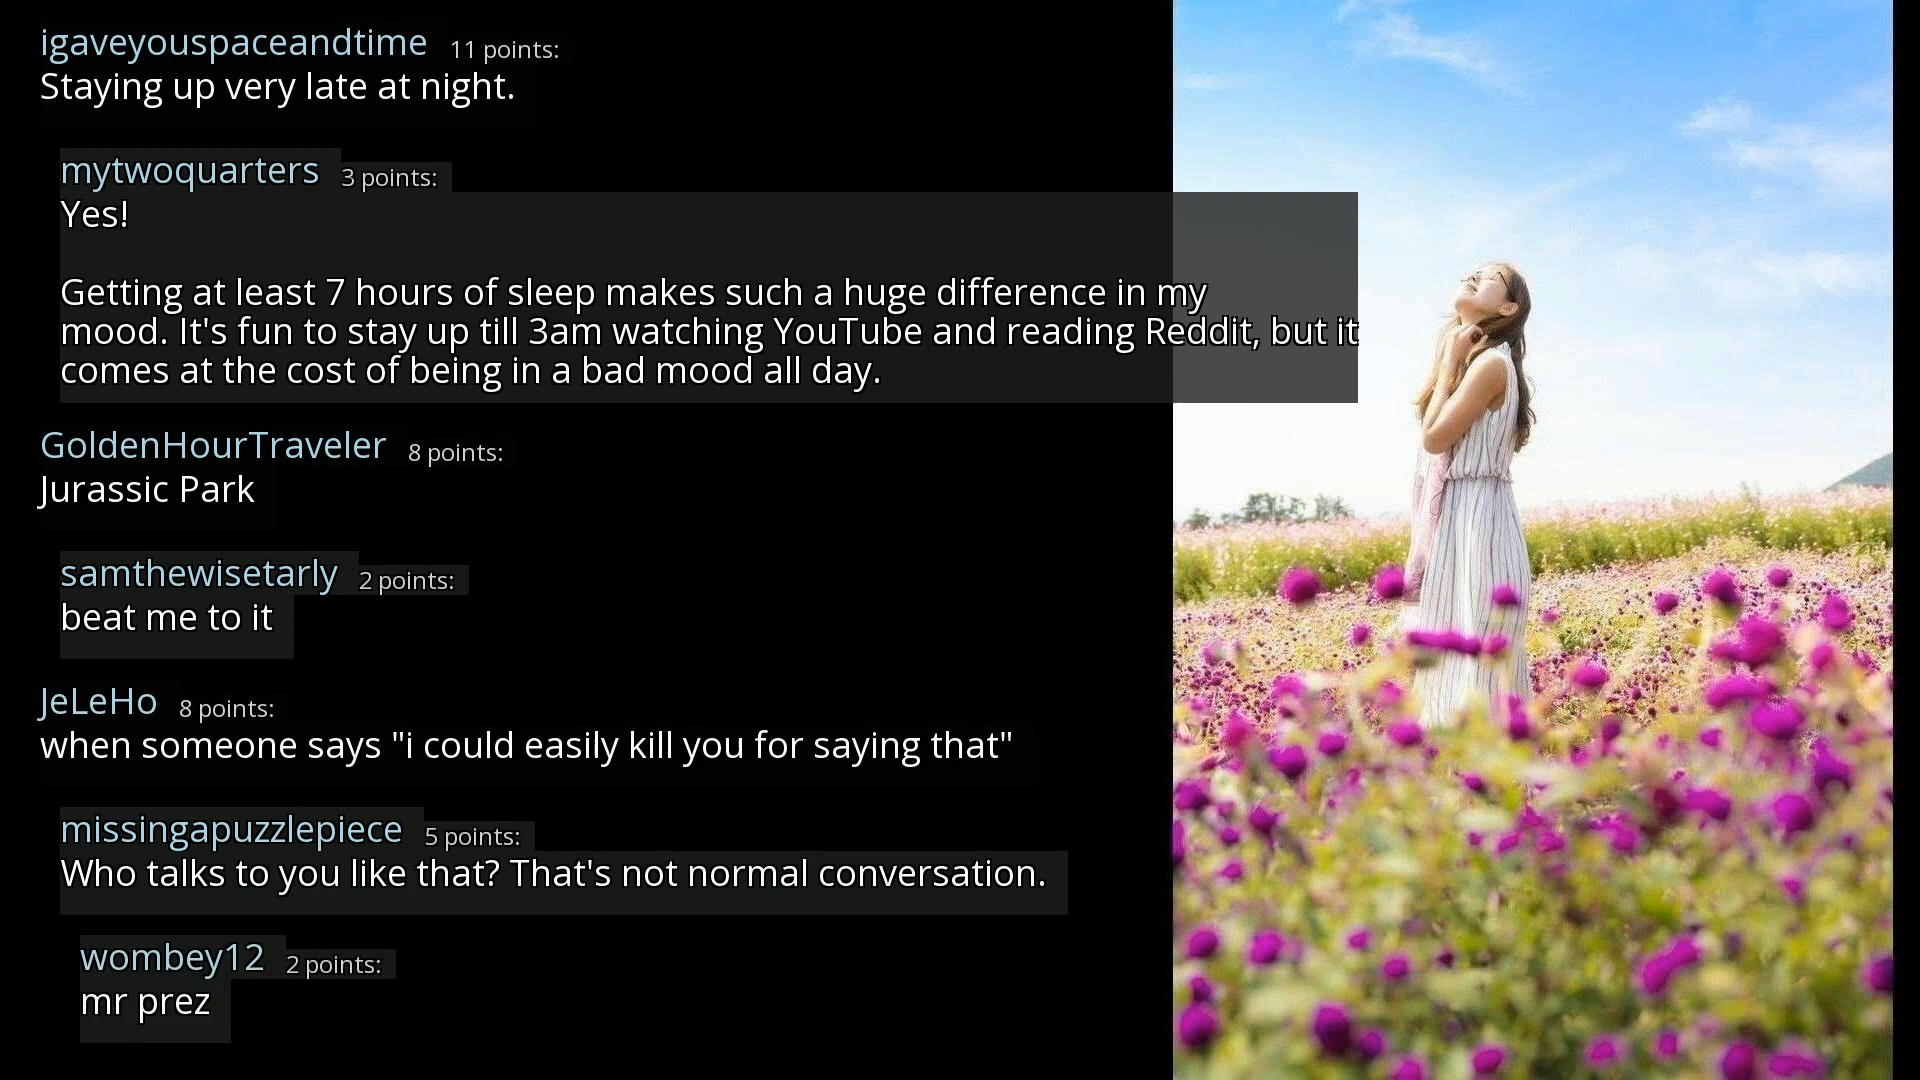 igaveyouspaceandtime 11 points:
Staying up very late at night.
mytwoquarters 3 points:
Yes!
Getting at least 7 hours of sleep makes such a huge difference in my
mood. It's fun to stay up till 3am watching YouTube and reading Reddit, but it
comes at the cost of being in a bad mood all day.
GoldenHourTraveler 8 points:
Jurassic Park
samthewisetarly 2 points:
beat me to it
JeLeHo 8 points:
when someone says "i could easily kill you for saying that"
missingapuzzlepiece 5 points:
Who talks to you like that? That's not normal conversation.
wombey12 2 points:
mr prez